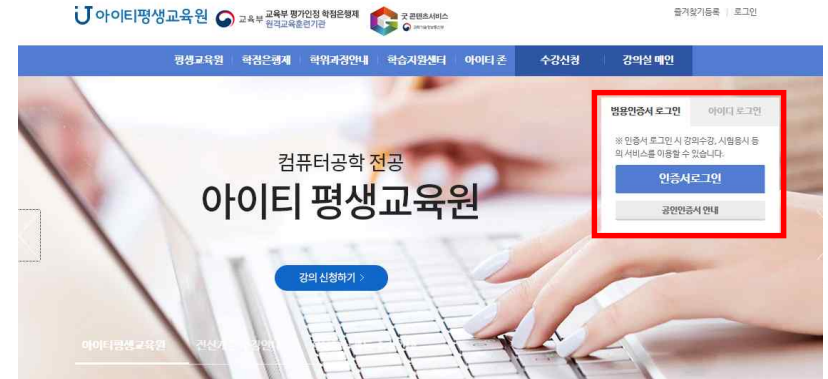 아이티평생교육원
교육부 교육부 평가인정 학점은행제
원격교육훈련기관
굿 콘텐츠서비스
즐겨찾기등록 | 로그인
평생교육원 학점은행제 학위과정안내 학습지원센터 아이티 존 수강신청 강의실 메인
범용인증서 로그인 아이디 로그인
※ 인증서 로그인 시 강의수강, 시험응시 등
의 서비스를 이용할 수 있습니다.
인증서로그인
공인인증서 안내
컴퓨터공학 전공
아이티 평생교육원
강의 신청하기 >
아이티평생교육원